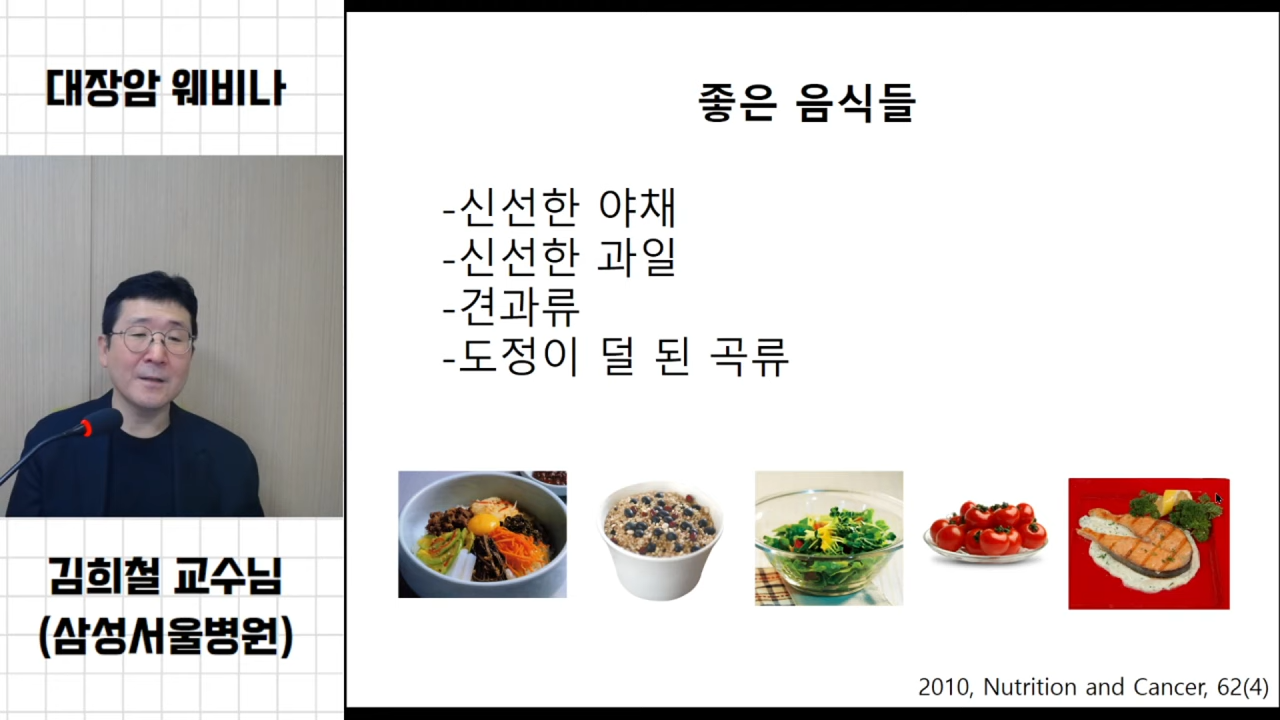 대장암 웨비나
김희철 교수님
(삼성서울병원)
좋은 음식들
-신선한 야채
-신선한 과일
-견과류
-도정이 덜 된 곡류
2010, Nutrition and Cancer, 62(4)